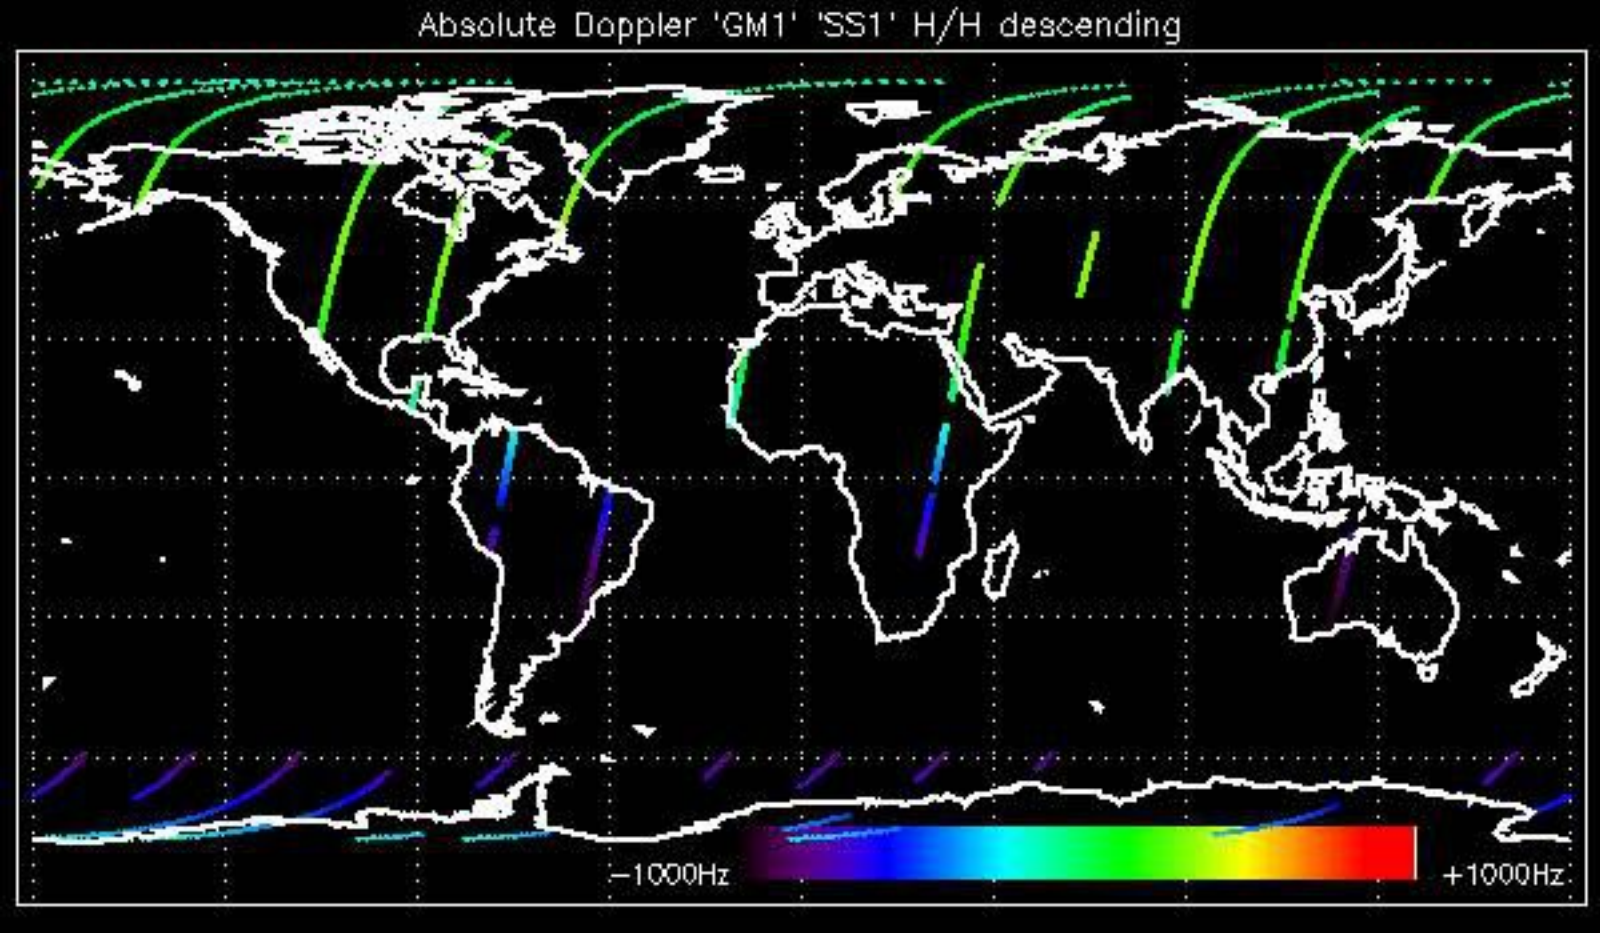 Absolute Doppler 'GM1' 'SS1' H/H descending
−1000Hz +1000Hz